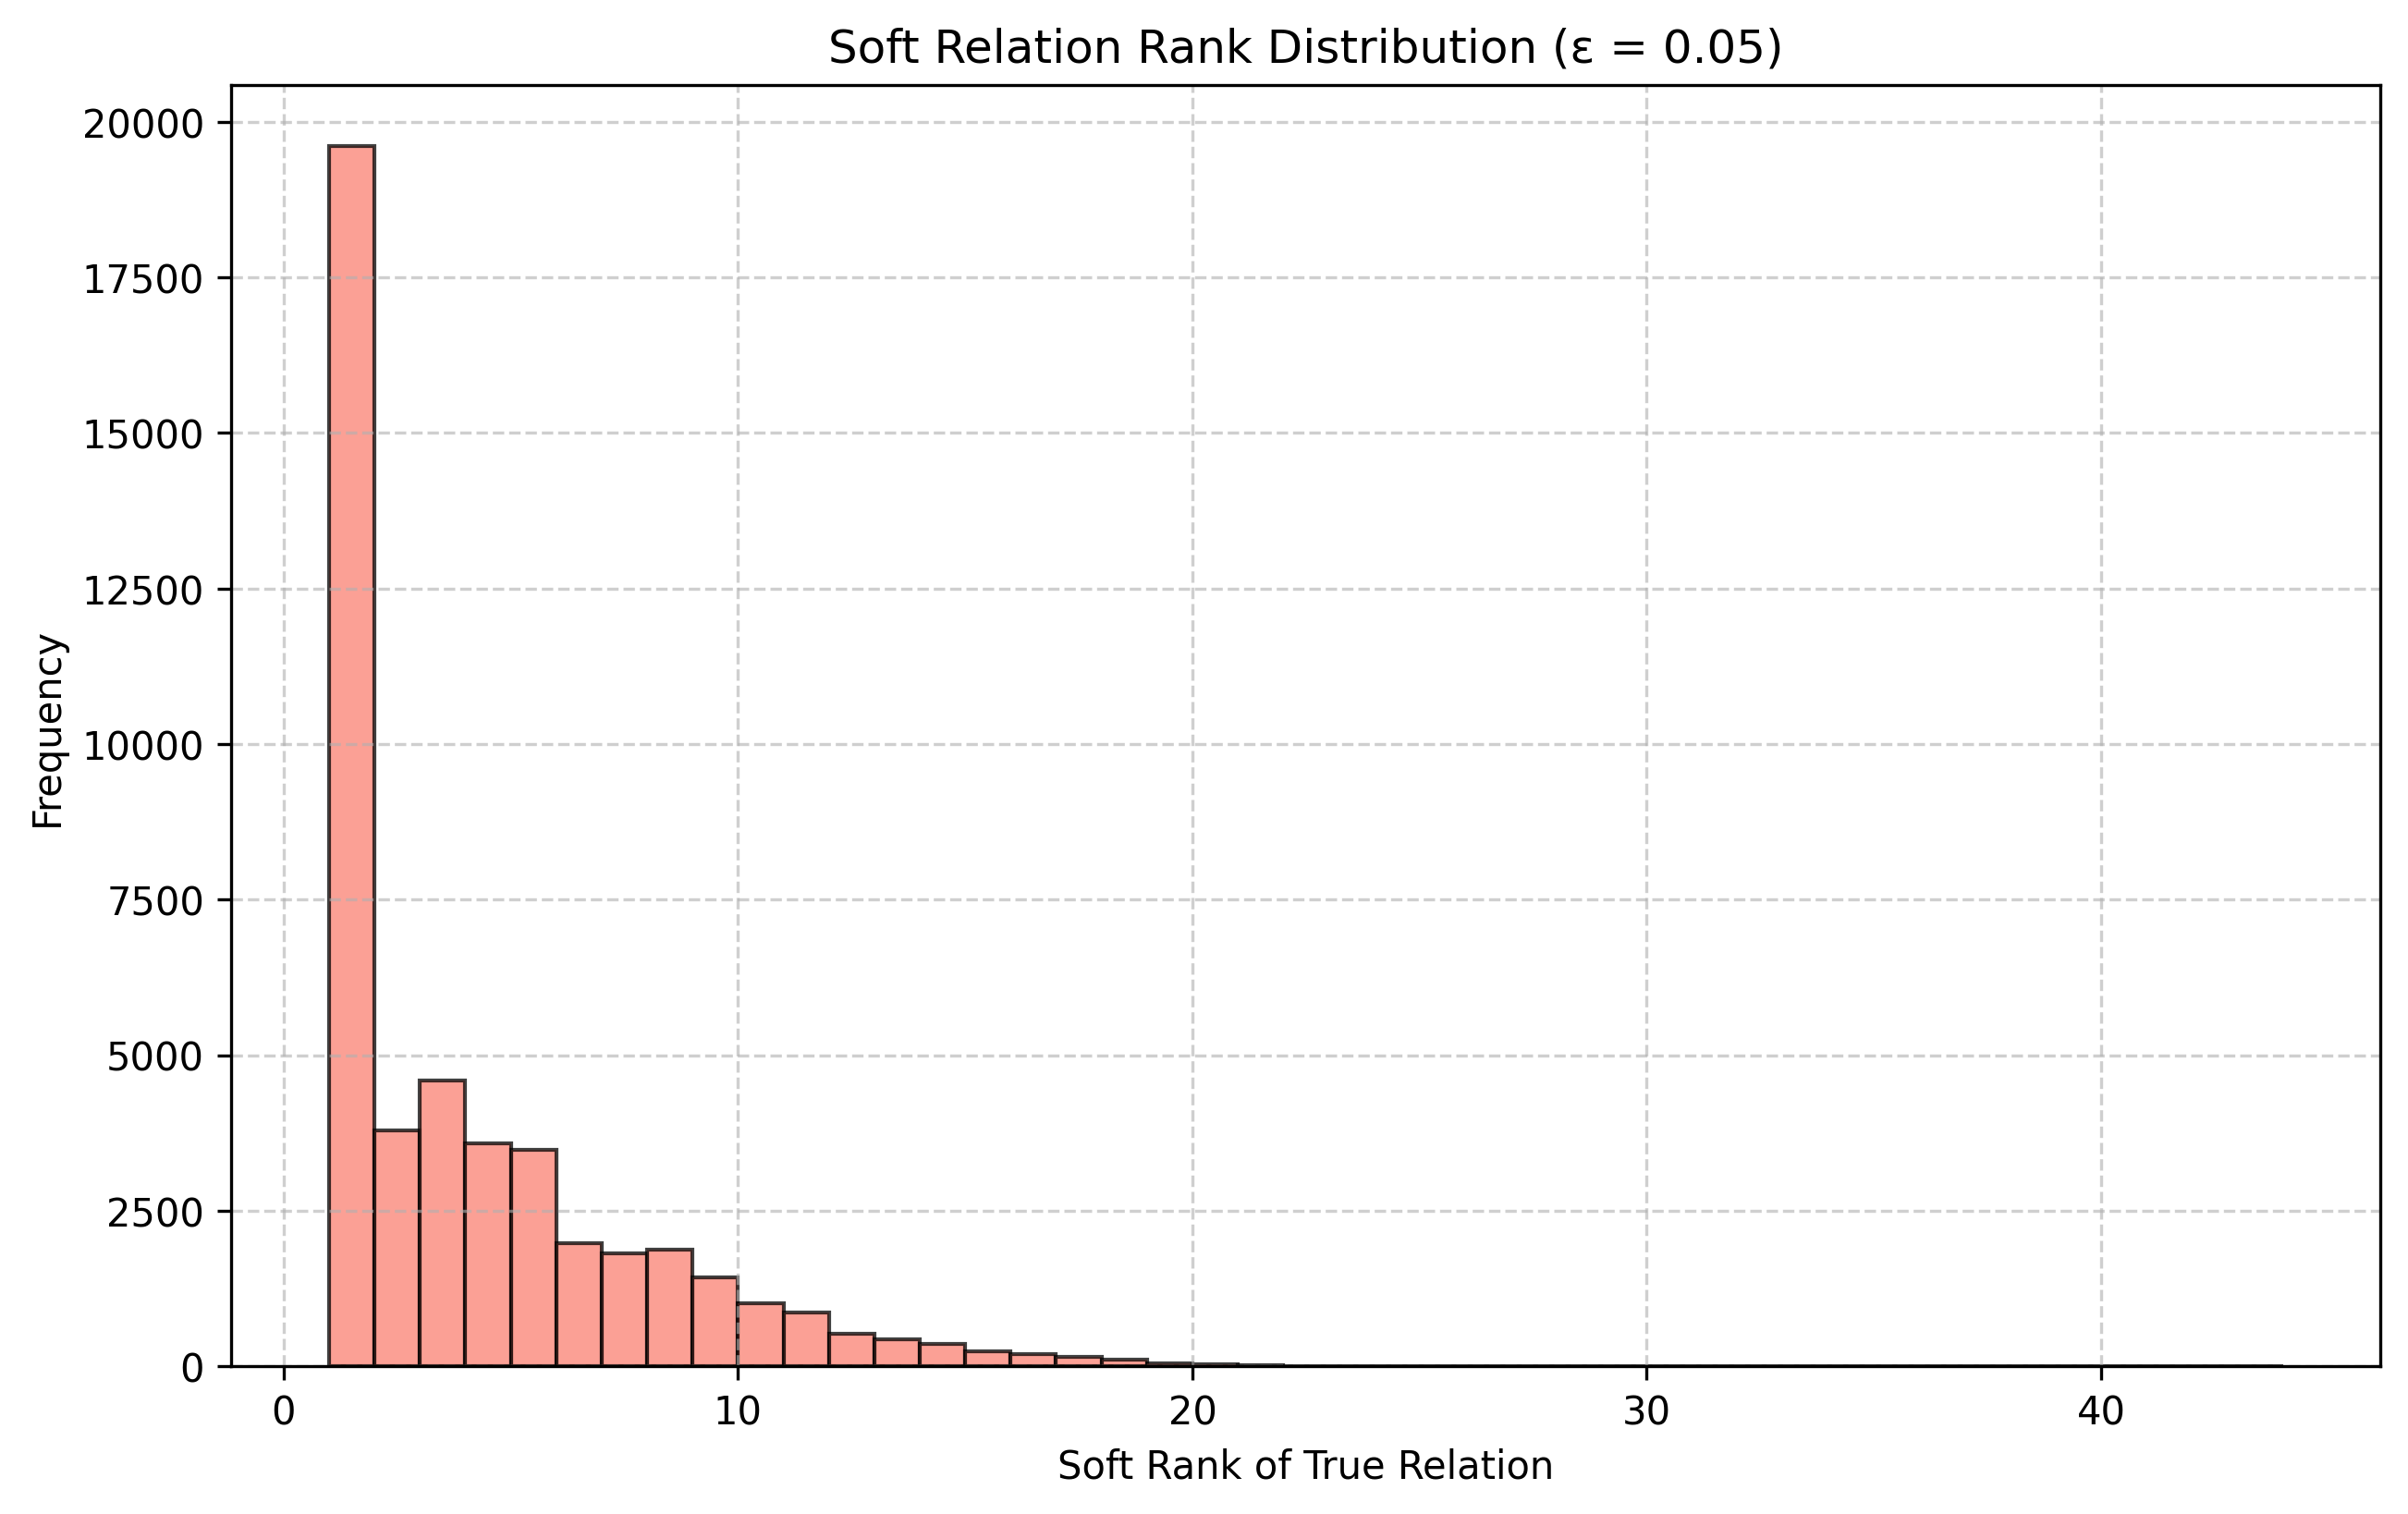 Soft Relation Rank Distribution (ε = 0.05)
Frequency
20000
17500
15000
12500
10000
7500
5000
2500
0
0 10 20 30 40
Soft Rank of True Relation